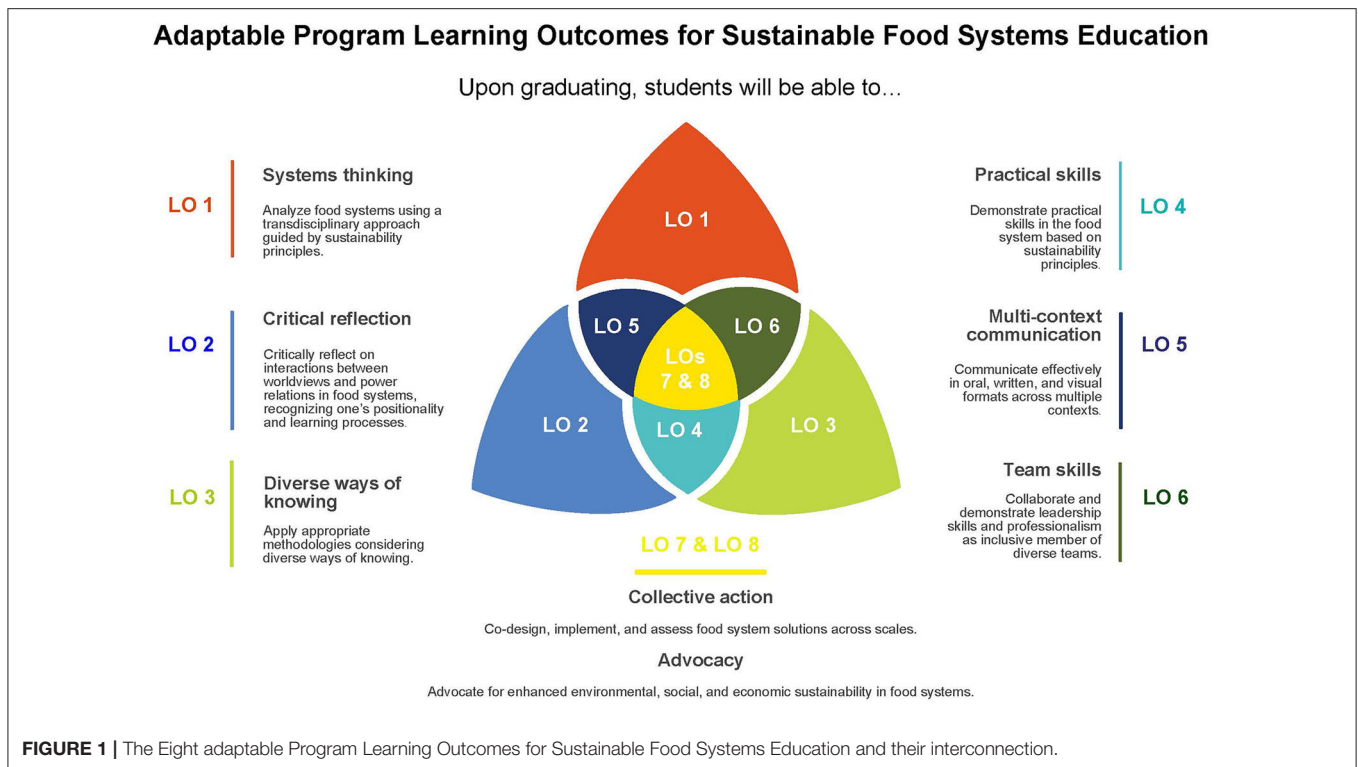 Adaptable Program Learning Outcomes for Sustainable Food Systems Education
Upon graduating, students will be able to…
LO 1
Systems thinking
Analyze food systems using a
transdisciplinary approach
guided by sustainability
principles.
LO 2
Critical reflection
Critically reflect on
interactions between
worldviews and power
relations in food systems,
recognizing one's positionality
and learning processes.
LO 3
Diverse ways of
knowing
Apply appropriate
methodologies considering
diverse ways of knowing.
LO 1
LO 5
LO 6
LOs
7 & 8
LO 2
LO 4
LO 3
Practical skills
LO 4
Demonstrate practical
skills in the food
system based on
sustainability
principles.
Multi-context
communication
LO 5
Communicate effectively
in oral, written, and visual
formats across multiple
contexts.
Team skills
LO 6
Collaborate and
demonstrate leadership
skills and professionalism
as inclusive member of
diverse teams.
LO 7 & LO 8
Collective action
Co-design, implement, and assess food system solutions across scales.
Advocacy
Advocate for enhanced environmental, social, and economic sustainability in food systems.
FIGURE 1 | The Eight adaptable Program Learning Outcomes for Sustainable Food Systems Education and their interconnection.